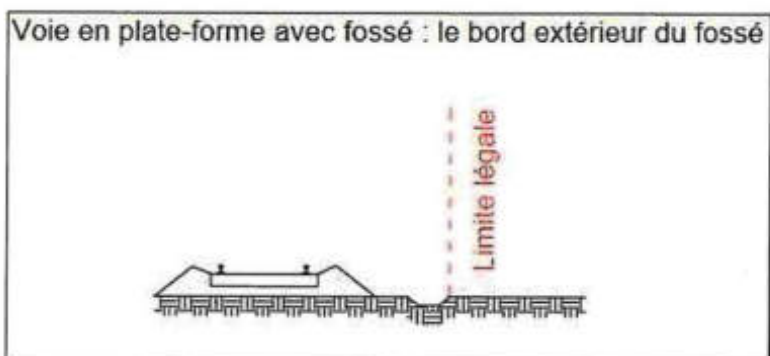 Voie en plate-forme avec fossé : le bord extérieur du fossé
Limite légale